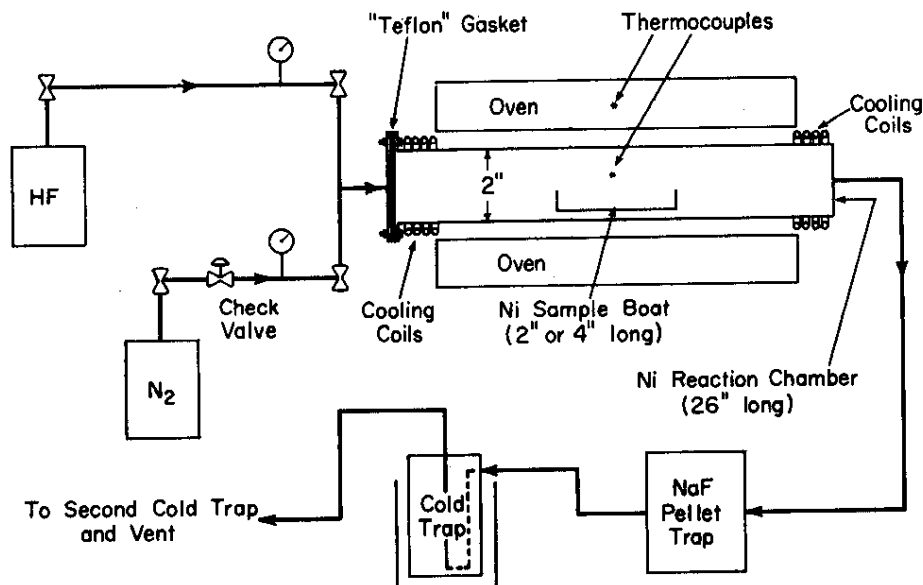 "Teflon" Gasket
Thermocouples
Oven
Cooling
Coils
HF
2"
Oven
Check
Valve
Cooling
Coils
Ni Sample Boat
(2" or 4" long)
N2
Ni Reaction Chamber
(26" long)
To Second Cold Trap
and Vent
Cold
Trap
NaF
Pellet
Trap